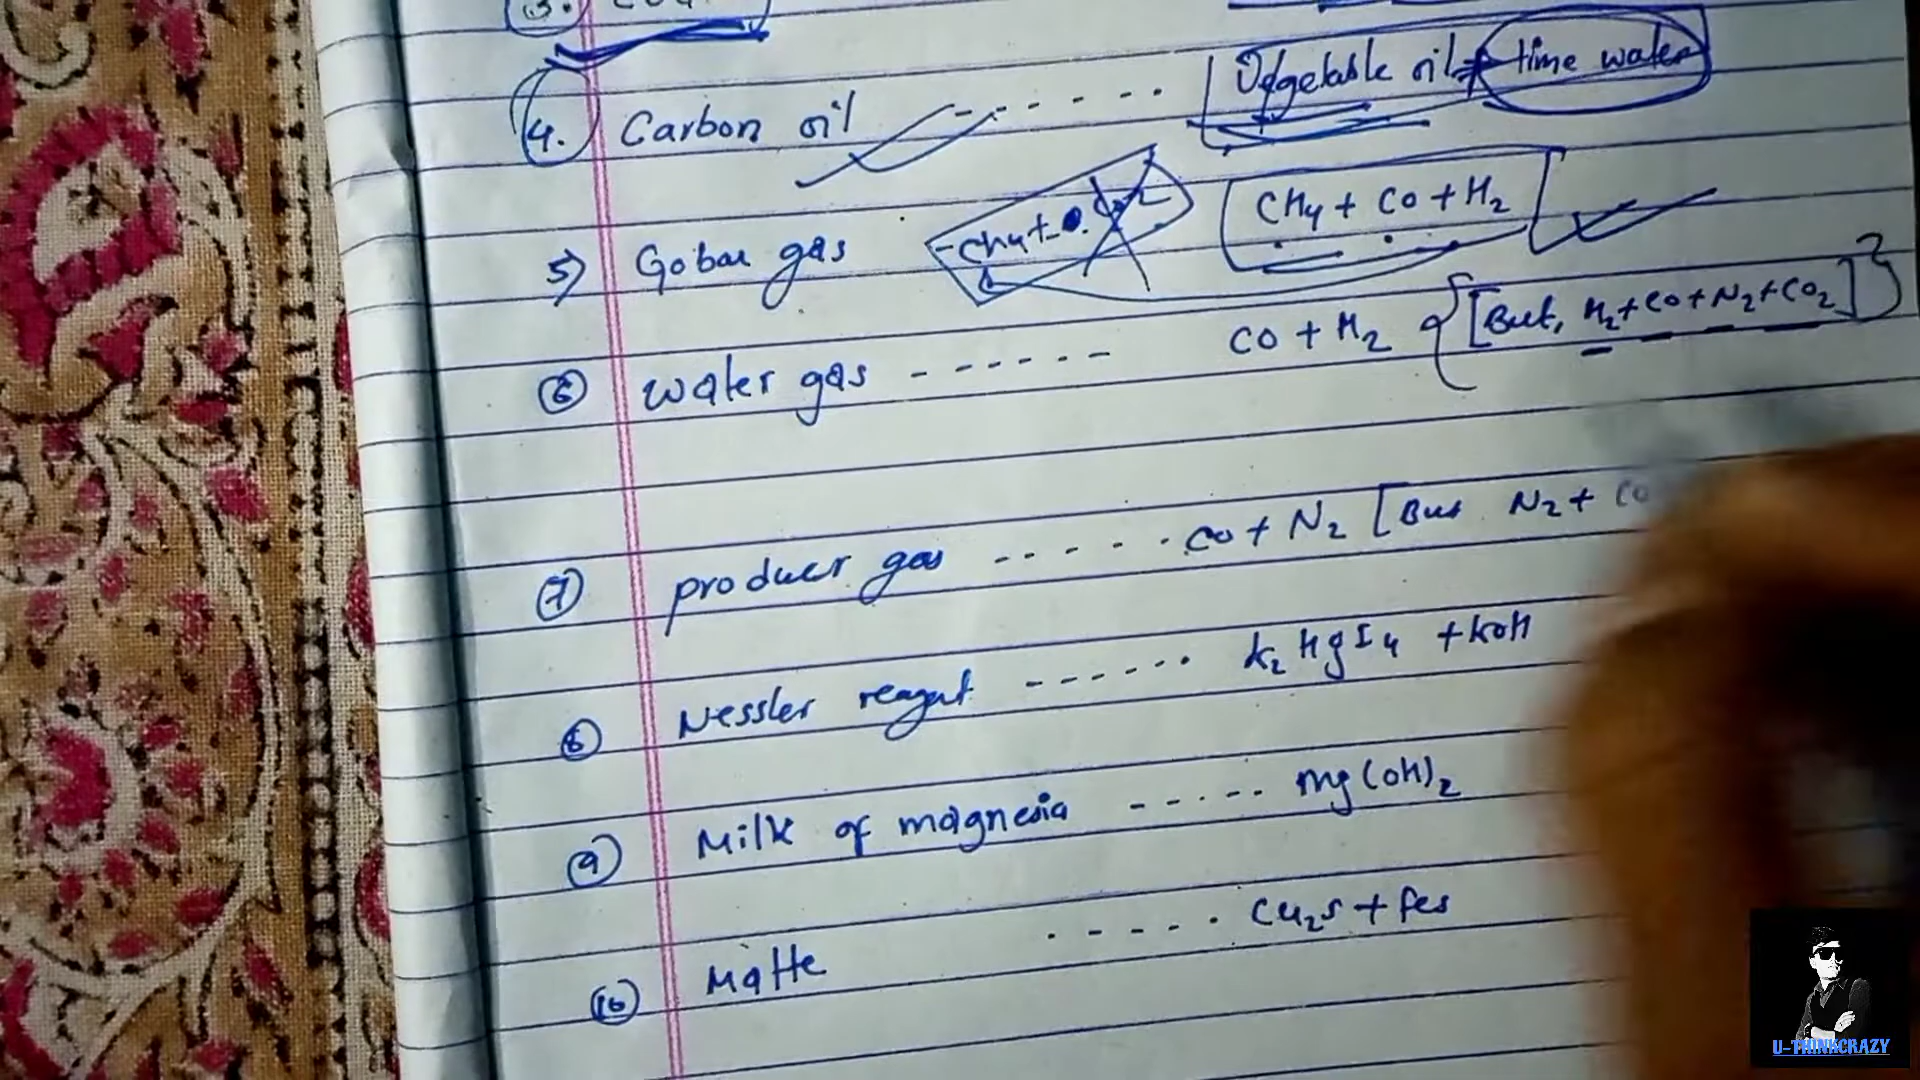 4. Carbon oil ------ Vegetable oil + time water
5) Gobar gas CH4 + CO + H2
⑥ water gas ------ CO + H2 {[But, H2+CO+N2+CO2]}
⑦ producer gas ------ CO + N2 [But N2 + CO
⑧ Nessler reagent ------ K2HgI4 + KOH
⑨ Milk of magnesia ------ Mg(OH)2
⑩ Matte ------ Cu2S + FeS
U-THINKCRAZY